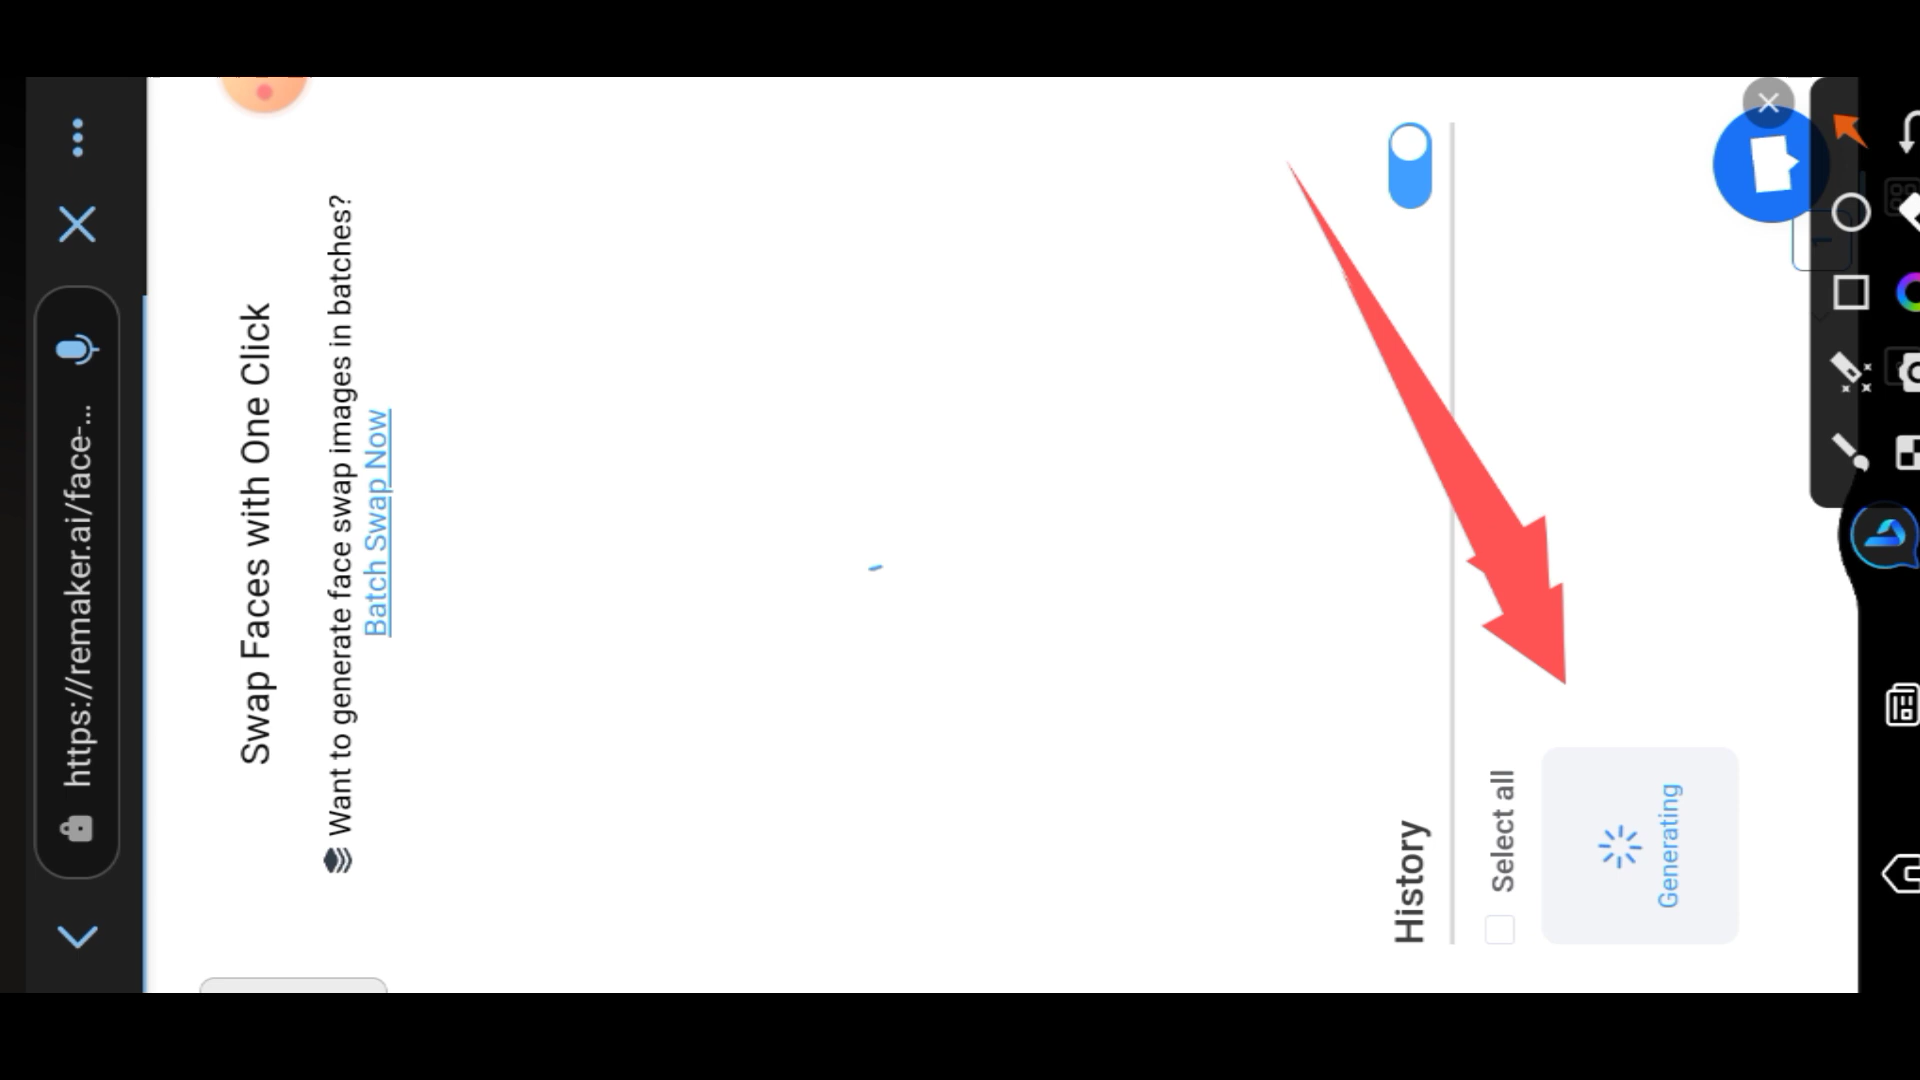 https://remaker.ai/face-...
Swap Faces with One Click
Want to generate face swap images in batches?
Batch Swap Now
History
Select all
Generating
1